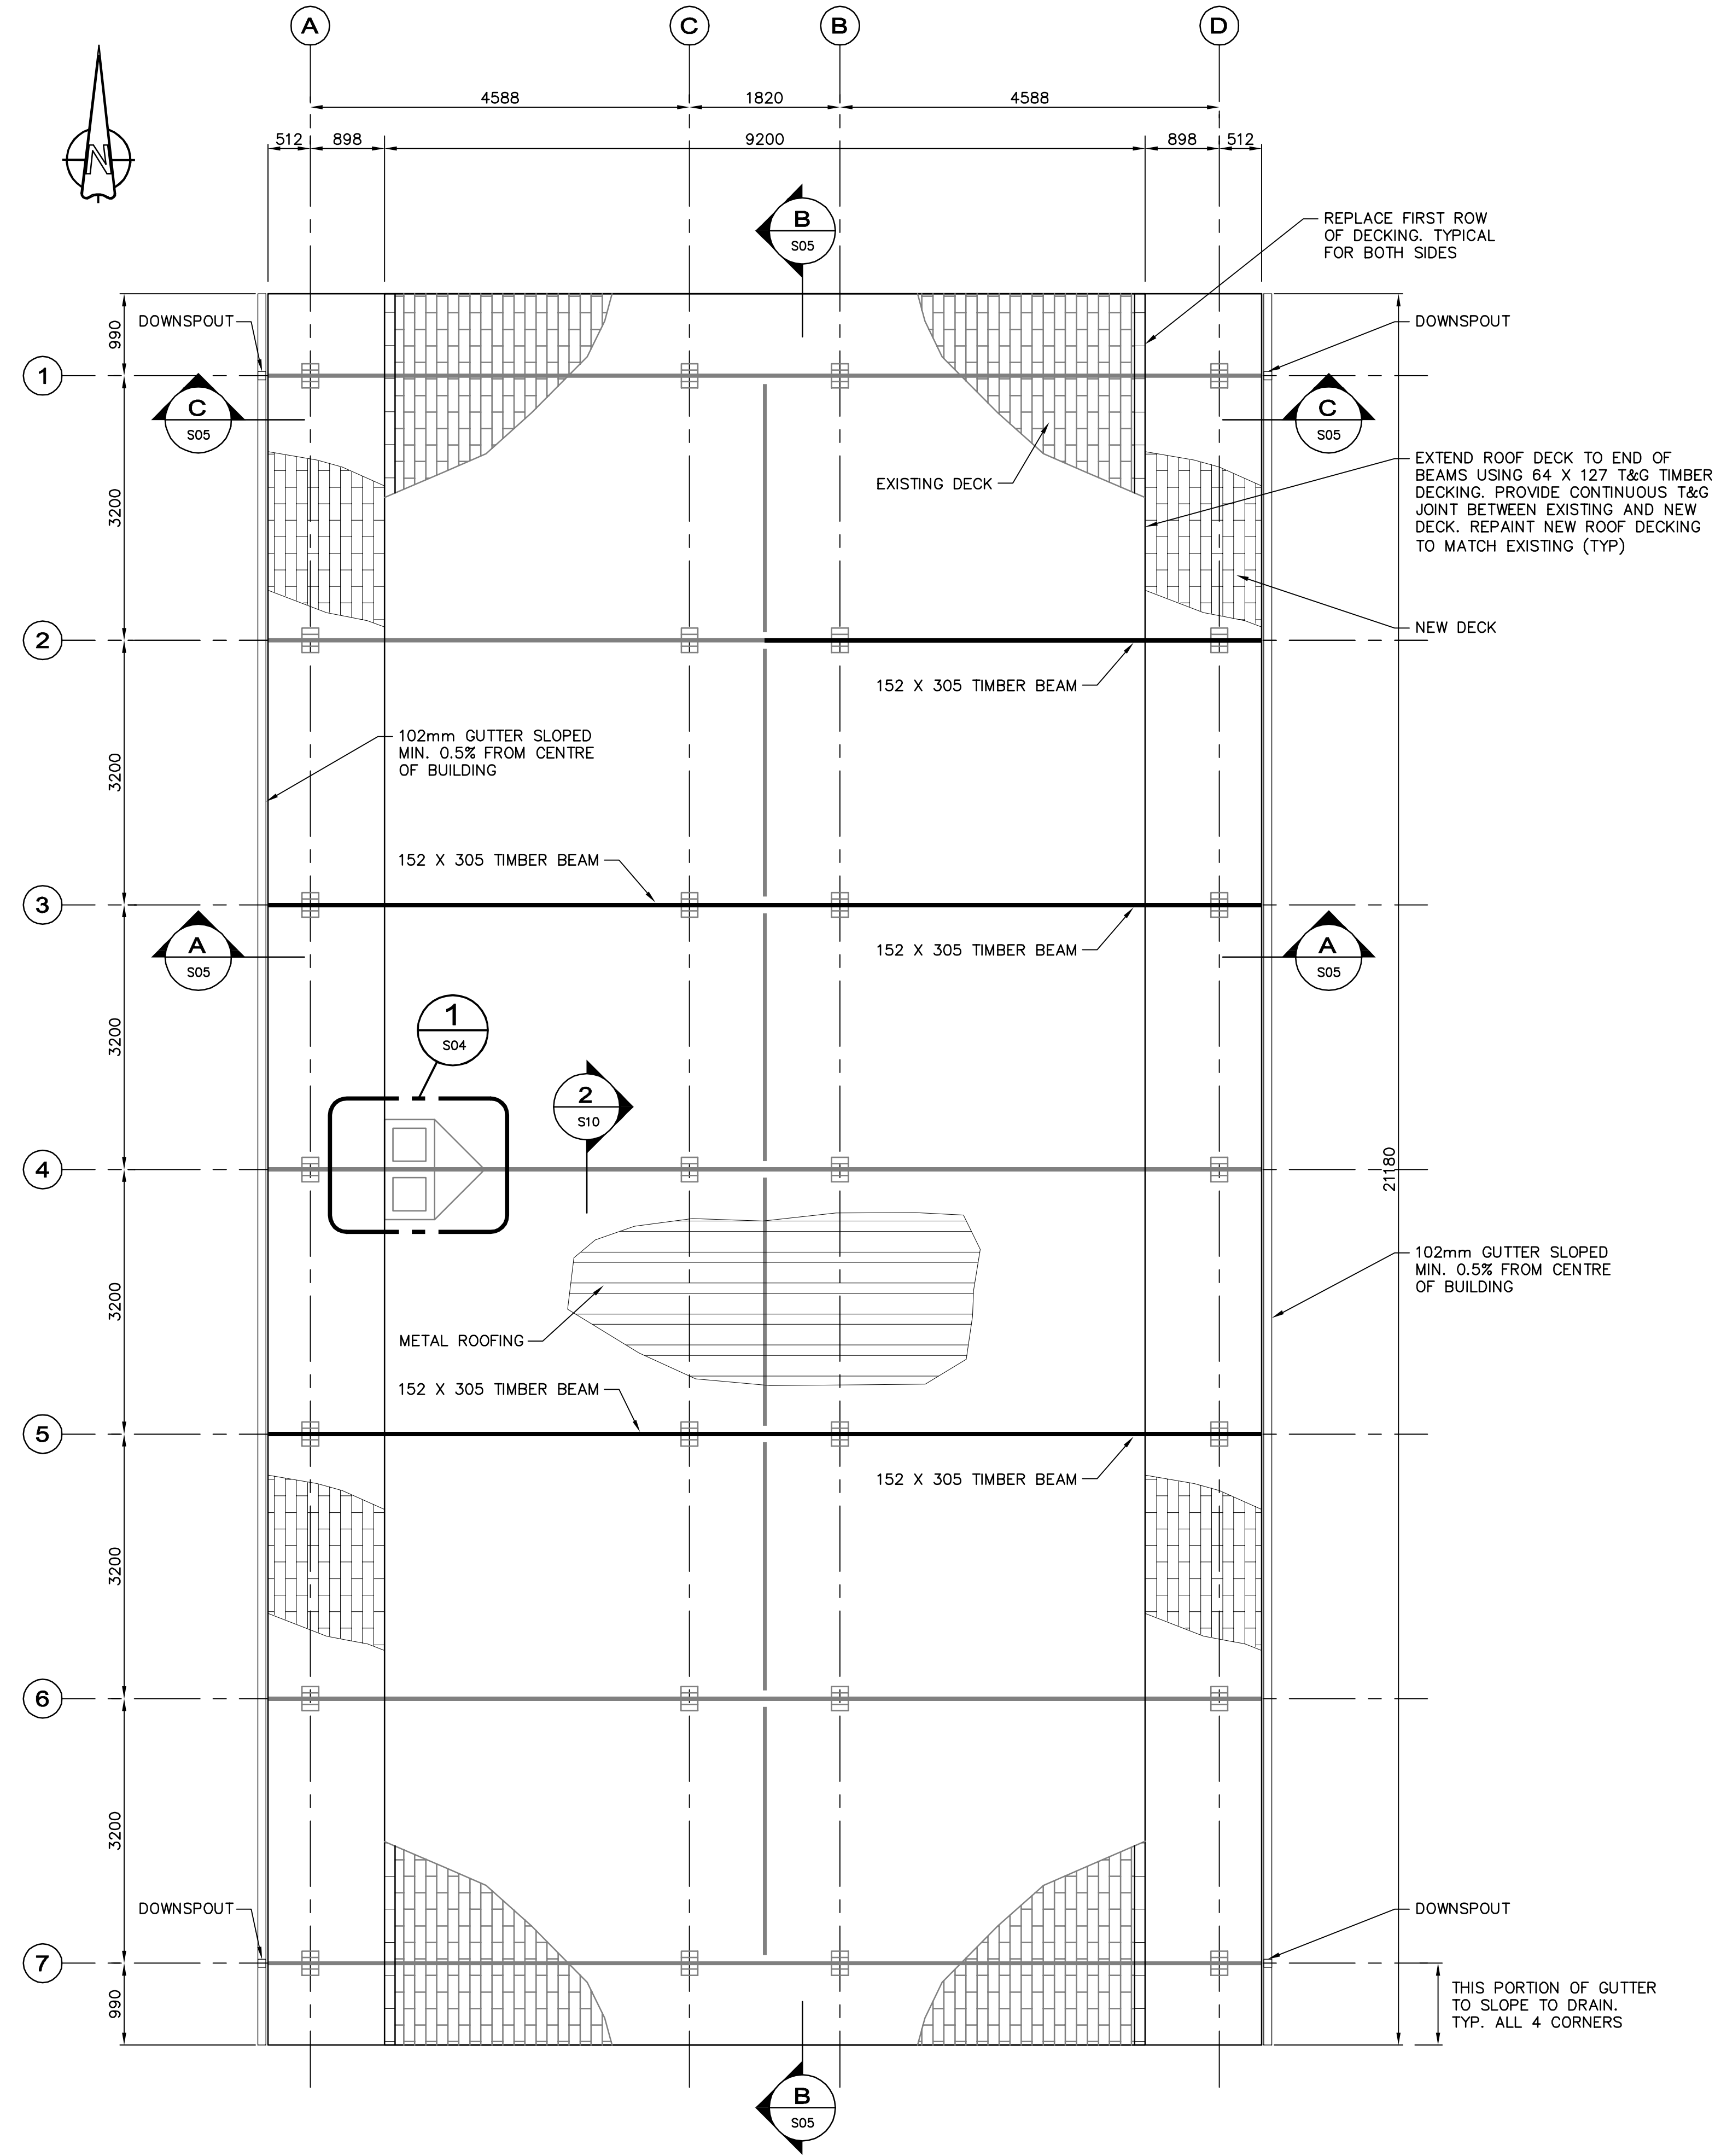 A
C
B
D
N
4588
1820
4588
512
898
9200
898
512
B
S05
REPLACE FIRST ROW
OF DECKING. TYPICAL
FOR BOTH SIDES
990
DOWNSPOUT
DOWNSPOUT
1
C
S05
C
S05
3200
EXISTING DECK
EXTEND ROOF DECK TO END OF
BEAMS USING 64 X 127 T&G TIMBER
DECKING. PROVIDE CONTINUOUS T&G
JOINT BETWEEN EXISTING AND NEW
DECK. REPAINT NEW ROOF DECKING
TO MATCH EXISTING (TYP)
NEW DECK
2
152 X 305 TIMBER BEAM
3200
102mm GUTTER SLOPED
MIN. 0.5% FROM CENTRE
OF BUILDING
152 X 305 TIMBER BEAM
3
152 X 305 TIMBER BEAM
A
S05
A
S05
3200
1
S04
2
S10
4
21180
3200
102mm GUTTER SLOPED
MIN. 0.5% FROM CENTRE
OF BUILDING
METAL ROOFING
152 X 305 TIMBER BEAM
5
152 X 305 TIMBER BEAM
3200
6
3200
DOWNSPOUT
DOWNSPOUT
7
990
THIS PORTION OF GUTTER
TO SLOPE TO DRAIN.
TYP. ALL 4 CORNERS
B
S05